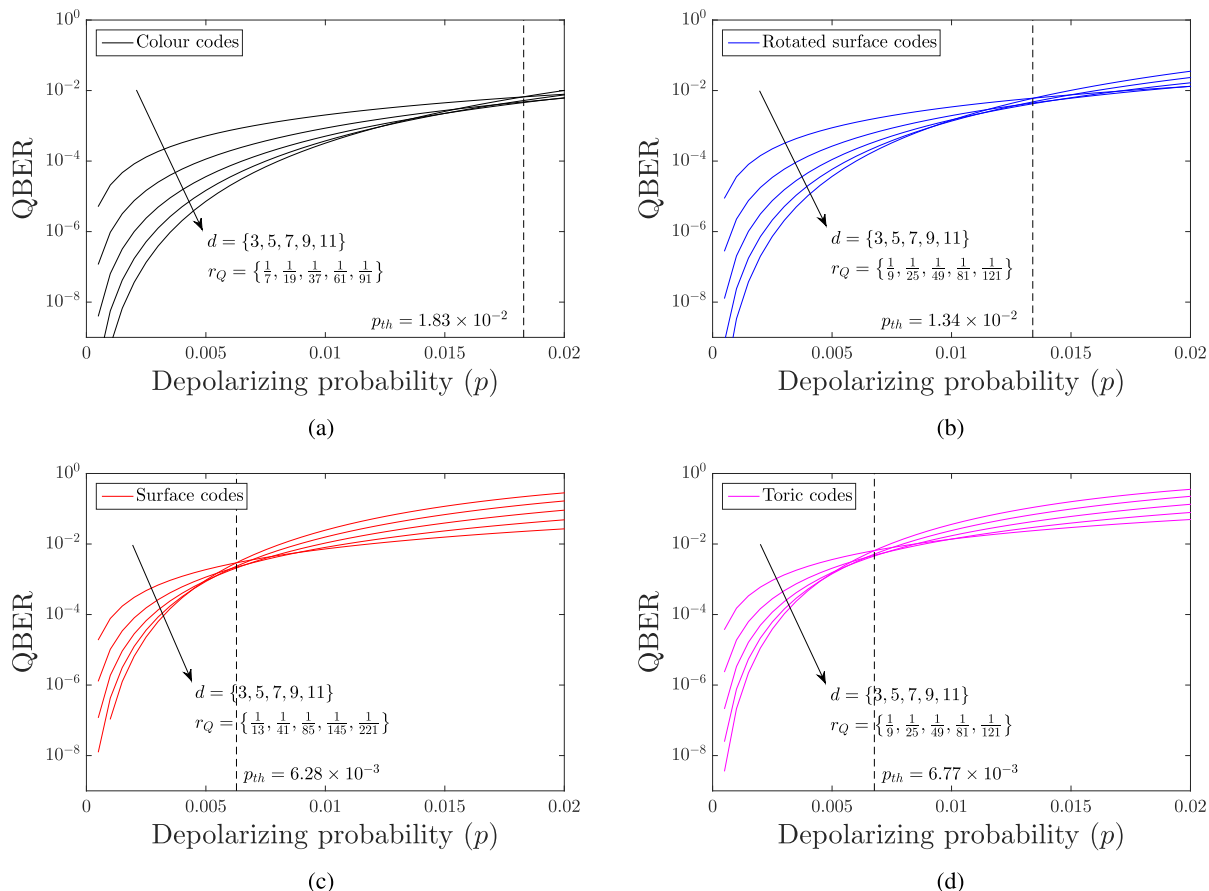 10^0
10^{-2}
10^{-4}
10^{-6}
10^{-8}
QBER
Colour codes
d = {3, 5, 7, 9, 11}
r_Q = {1/7, 1/19, 1/37, 1/61, 1/91}
p_{th} = 1.83 × 10^{-2}
0 0.005 0.01 0.015 0.02
Depolarizing probability (p)
(a)
10^0
10^{-2}
10^{-4}
10^{-6}
10^{-8}
QBER
Rotated surface codes
d = {3, 5, 7, 9, 11}
r_Q = {1/9, 1/25, 1/49, 1/81, 1/121}
p_{th} = 1.34 × 10^{-2}
0 0.005 0.01 0.015 0.02
Depolarizing probability (p)
(b)
10^0
10^{-2}
10^{-4}
10^{-6}
10^{-8}
QBER
Surface codes
d = {3, 5, 7, 9, 11}
r_Q = {1/13, 1/41, 1/85, 1/145, 1/221}
p_{th} = 6.28 × 10^{-3}
0 0.005 0.01 0.015 0.02
Depolarizing probability (p)
(c)
10^0
10^{-2}
10^{-4}
10^{-6}
10^{-8}
QBER
Toric codes
d = {3, 5, 7, 9, 11}
r_Q = {1/9, 1/25, 1/49, 1/81, 1/121}
p_{th} = 6.77 × 10^{-3}
0 0.005 0.01 0.015 0.02
Depolarizing probability (p)
(d)